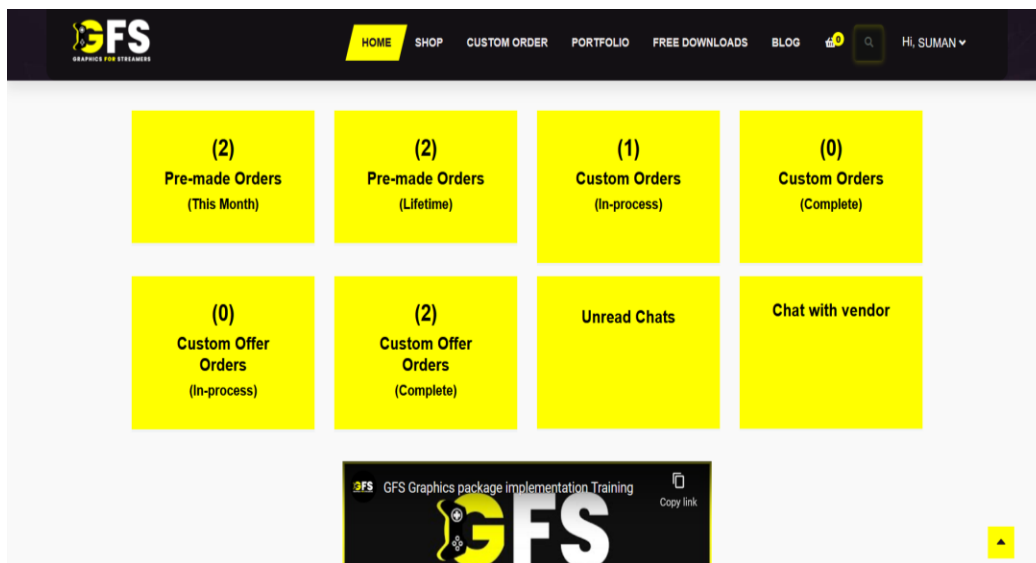 GFS
GRAPHICS FOR STREAMERS
HOME SHOP CUSTOM ORDER PORTFOLIO FREE DOWNLOADS BLOG 0 Hi, SUMAN
(2)
Pre-made Orders
(This Month)
(2)
Pre-made Orders
(Lifetime)
(1)
Custom Orders
(In-process)
(0)
Custom Orders
(Complete)
(0)
Custom Offer
Orders
(In-process)
(2)
Custom Offer
Orders
(Complete)
Unread Chats
Chat with vendor
GFS GFS Graphics package implementation Training
Copy link
GFS